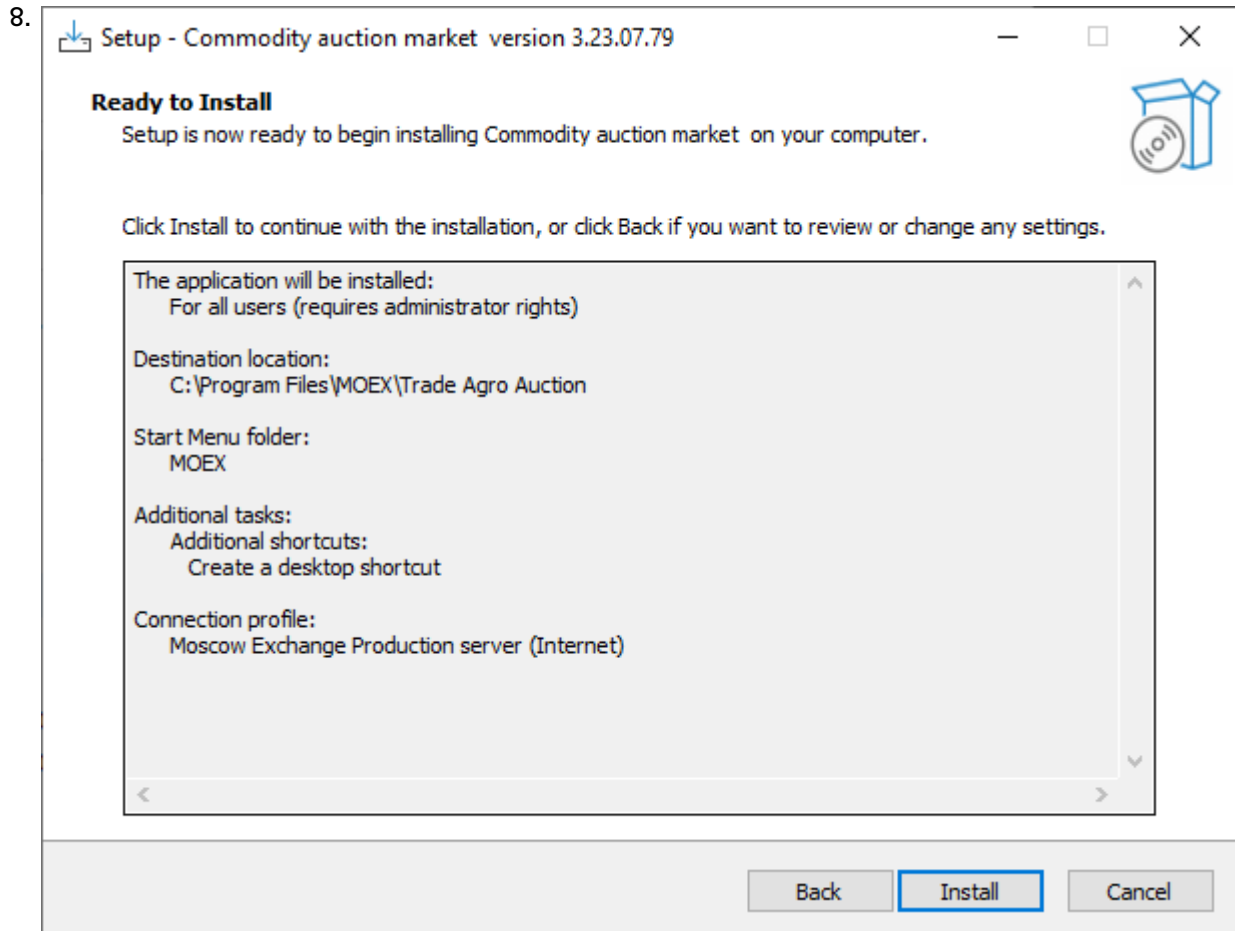 8.
Setup - Commodity auction market version 3.23.07.79
Ready to Install
Setup is now ready to begin installing Commodity auction market on your computer.
Click Install to continue with the installation, or click Back if you want to review or change any settings.
The application will be installed:
For all users (requires administrator rights)
Destination location:
C:\Program Files\MOEX\Trade Agro Auction
Start Menu folder:
MOEX
Additional tasks:
Additional shortcuts:
Create a desktop shortcut
Connection profile:
Moscow Exchange Production server (Internet)
Back Install Cancel